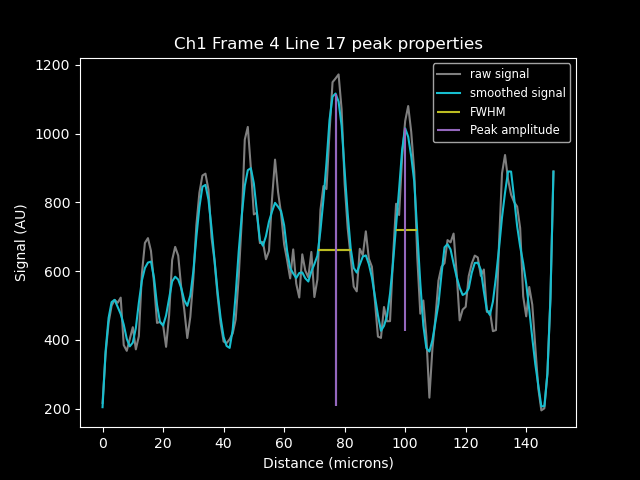 Ch1 Frame 4 Line 17 peak properties
raw signal
smoothed signal
FWHM
Peak amplitude
Signal (AU)
1200
1000
800
600
400
200
0 20 40 60 80 100 120 140
Distance (microns)